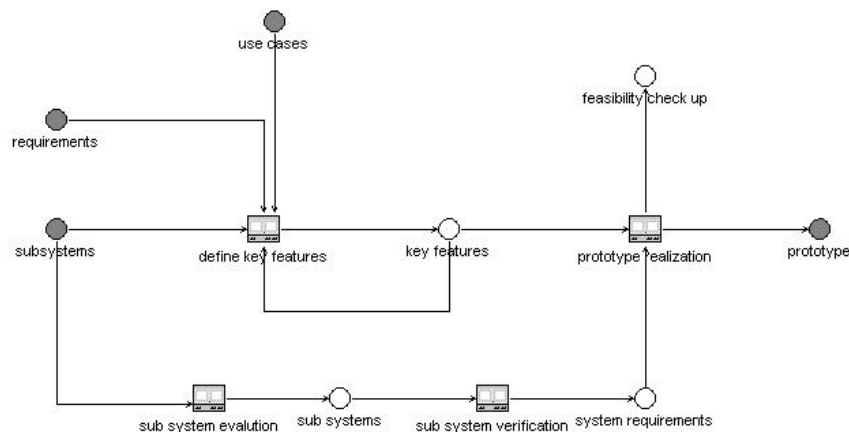 use cases
feasibility check up
requirements
subsystems
define key features
key features
prototype realization
prototype
sub system evalution
sub systems
sub system verification
system requirements